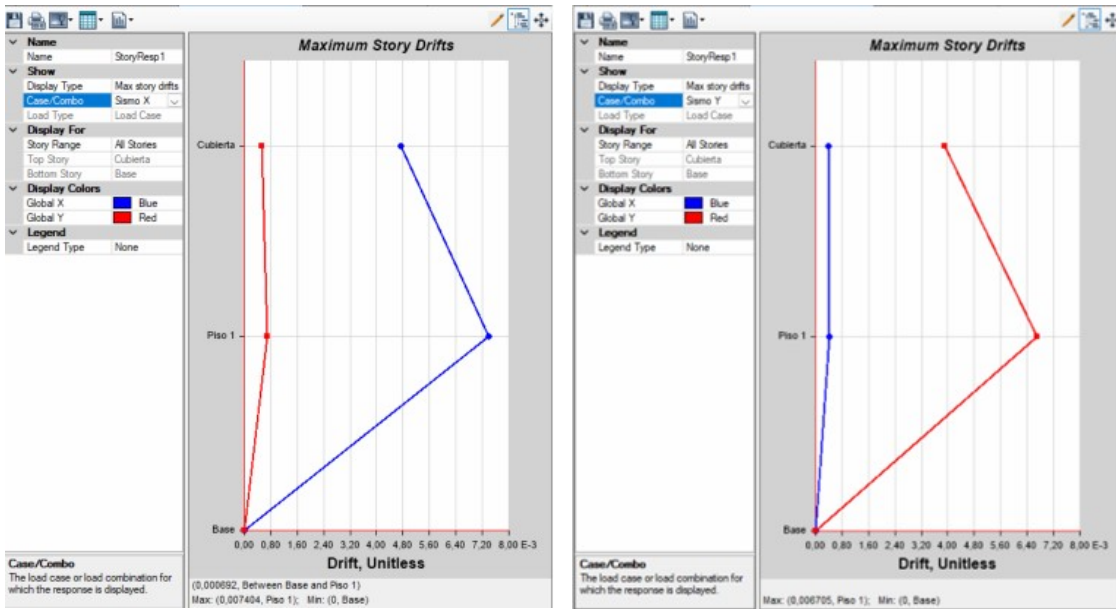 Name
Name StoryResp1
Show
Display Type Max story drifts
Case/Combo Sismo X
Load Type Load Case
Display For
Story Range All Stories
Top Story Cubierta
Bottom Story Base
Display Colors
Global X Blue
Global Y Red
Legend
Legend Type None
Case/Combo
The load case or load combination for
which the response is displayed.
Maximum Story Drifts
Cubierta
Piso 1
Base
0,00 0,80 1,60 2,40 3,20 4,00 4,80 5,60 6,40 7,20 8,00 E-3
Drift, Unitless
(0,000692, Between Base and Piso 1)
Max: (0,007404, Piso 1); Min: (0, Base)
Name
Name StoryResp1
Show
Display Type Max story drifts
Case/Combo Sismo Y
Load Type Load Case
Display For
Story Range All Stories
Top Story Cubierta
Bottom Story Base
Display Colors
Global X Blue
Global Y Red
Legend
Legend Type None
Case/Combo
The load case or load combination for
which the response is displayed.
Maximum Story Drifts
Cubierta
Piso 1
Base
0,00 0,80 1,60 2,40 3,20 4,00 4,80 5,60 6,40 7,20 8,00 E-3
Drift, Unitless
Max: (0,006705, Piso 1); Min: (0, Base)